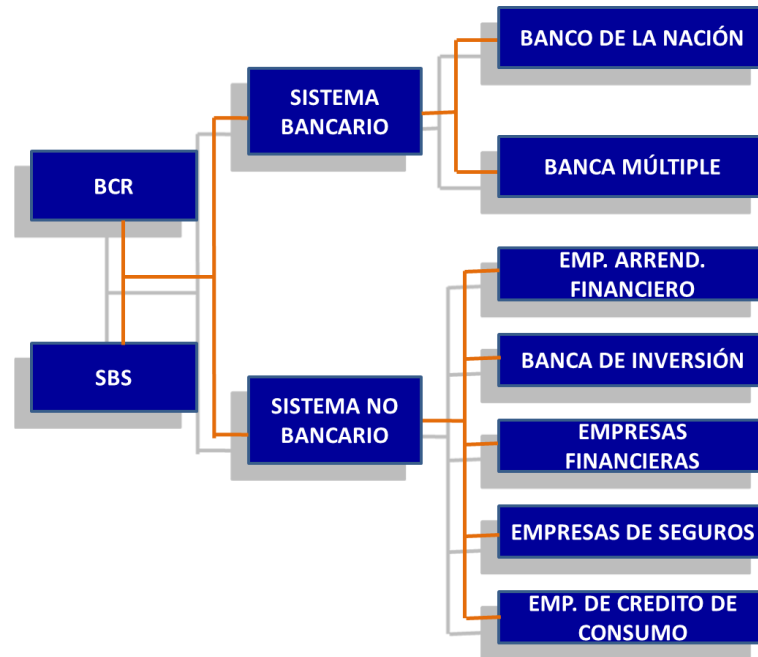 BCR
SBS
SISTEMA
BANCARIO
SISTEMA NO
BANCARIO
BANCO DE LA NACIÓN
BANCA MÚLTIPLE
EMP. ARREND.
FINANCIERO
BANCA DE INVERSIÓN
EMPRESAS
FINANCIERAS
EMPRESAS DE SEGUROS
EMP. DE CREDITO DE
CONSUMO